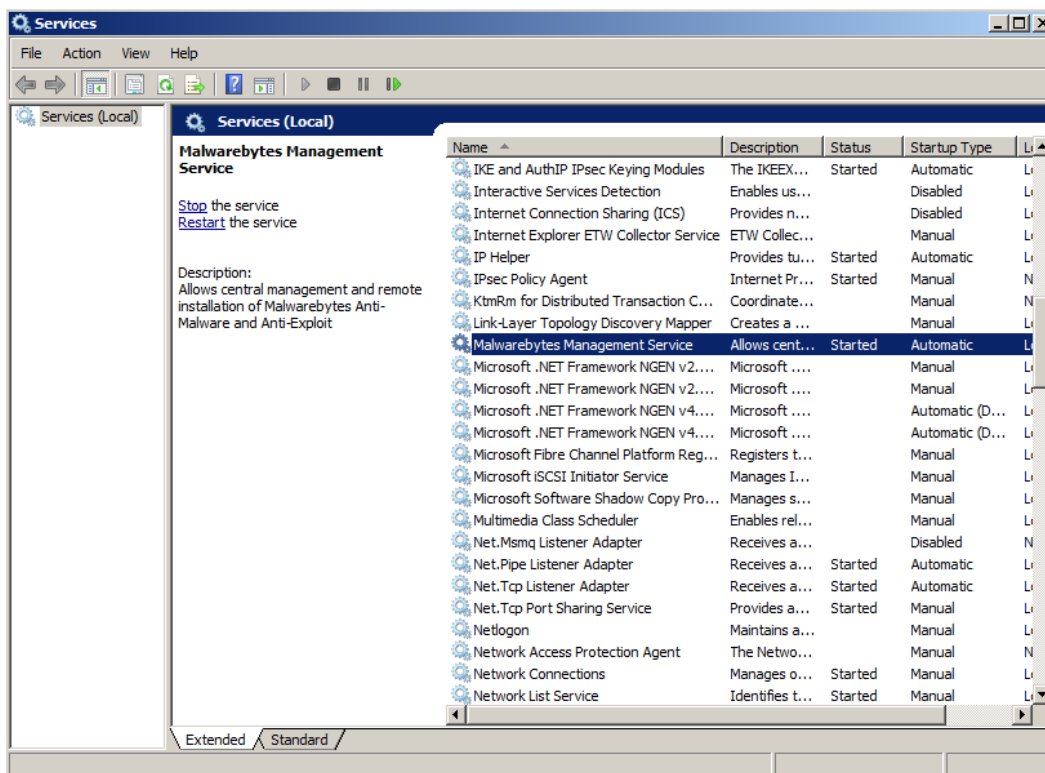 Services
File Action View Help
Services (Local)
Services (Local)
Malwarebytes Management
Service
Stop the service
Restart the service
Description:
Allows central management and remote
installation of Malwarebytes Anti-
Malware and Anti-Exploit
Name Description Status Startup Type
IKE and AuthIP IPsec Keying Modules The IKEEX... Started Automatic
Interactive Services Detection Enables us... Disabled
Internet Connection Sharing (ICS) Provides n... Disabled
Internet Explorer ETW Collector Service ETW Collec... Manual
IP Helper Provides tu... Started Automatic
IPsec Policy Agent Internet Pr... Started Manual N
KtmRm for Distributed Transaction C... Coordinate... Manual N
Link-Layer Topology Discovery Mapper Creates a ... Manual
Malwarebytes Management Service Allows cent... Started Automatic
Microsoft .NET Framework NGEN v2.... Microsoft .... Manual
Microsoft .NET Framework NGEN v2.... Microsoft .... Manual
Microsoft .NET Framework NGEN v4.... Microsoft .... Automatic (D...
Microsoft .NET Framework NGEN v4.... Microsoft .... Automatic (D...
Microsoft Fibre Channel Platform Reg... Registers t... Manual
Microsoft iSCSI Initiator Service Manages I... Manual
Microsoft Software Shadow Copy Pro... Manages s... Manual
Multimedia Class Scheduler Enables rel... Manual
Net.Msmq Listener Adapter Receives a... Disabled N
Net.Pipe Listener Adapter Receives a... Started Automatic
Net.Tcp Listener Adapter Receives a... Started Automatic
Net.Tcp Port Sharing Service Provides a... Started Manual
Netlogon Maintains a... Manual
Network Access Protection Agent The Netwo... Manual N
Network Connections Manages o... Started Manual
Network List Service Identifies t... Started Manual
Extended Standard